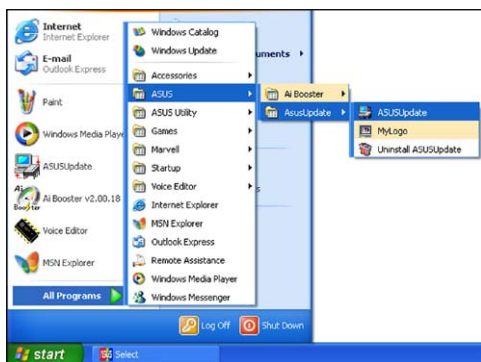 Internet
Internet Explorer
E-mail
Outlook Express
Paint
Windows Media Playe
ASUSUpdate
Ai Booster v2.00.18
Voice Editor
MSN Explorer
All Programs
Windows Catalog
Windows Update
Accessories
ASUS
ASUS Utility
Games
Marvell
Startup
Voice Editor
Internet Explorer
MSN Explorer
Outlook Express
Remote Assistance
Windows Media Player
Windows Messenger
uments
s
Ai Booster
AsusUpdate
ASUSUpdate
MyLogo
Uninstall ASUSUpdate
Log Off
Shut Down
start
Select